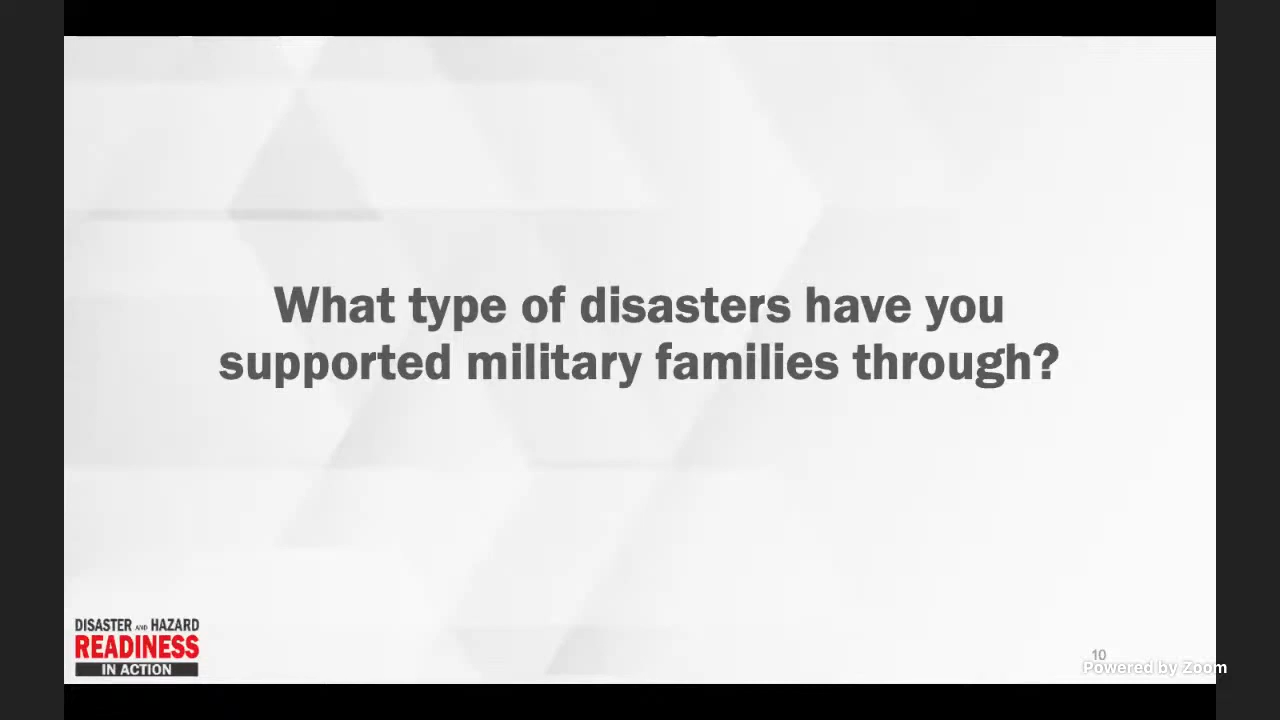 What type of disasters have you
supported military families through?
DISASTER AND HAZARD
READINESS
IN ACTION
10
Powered by Zoom